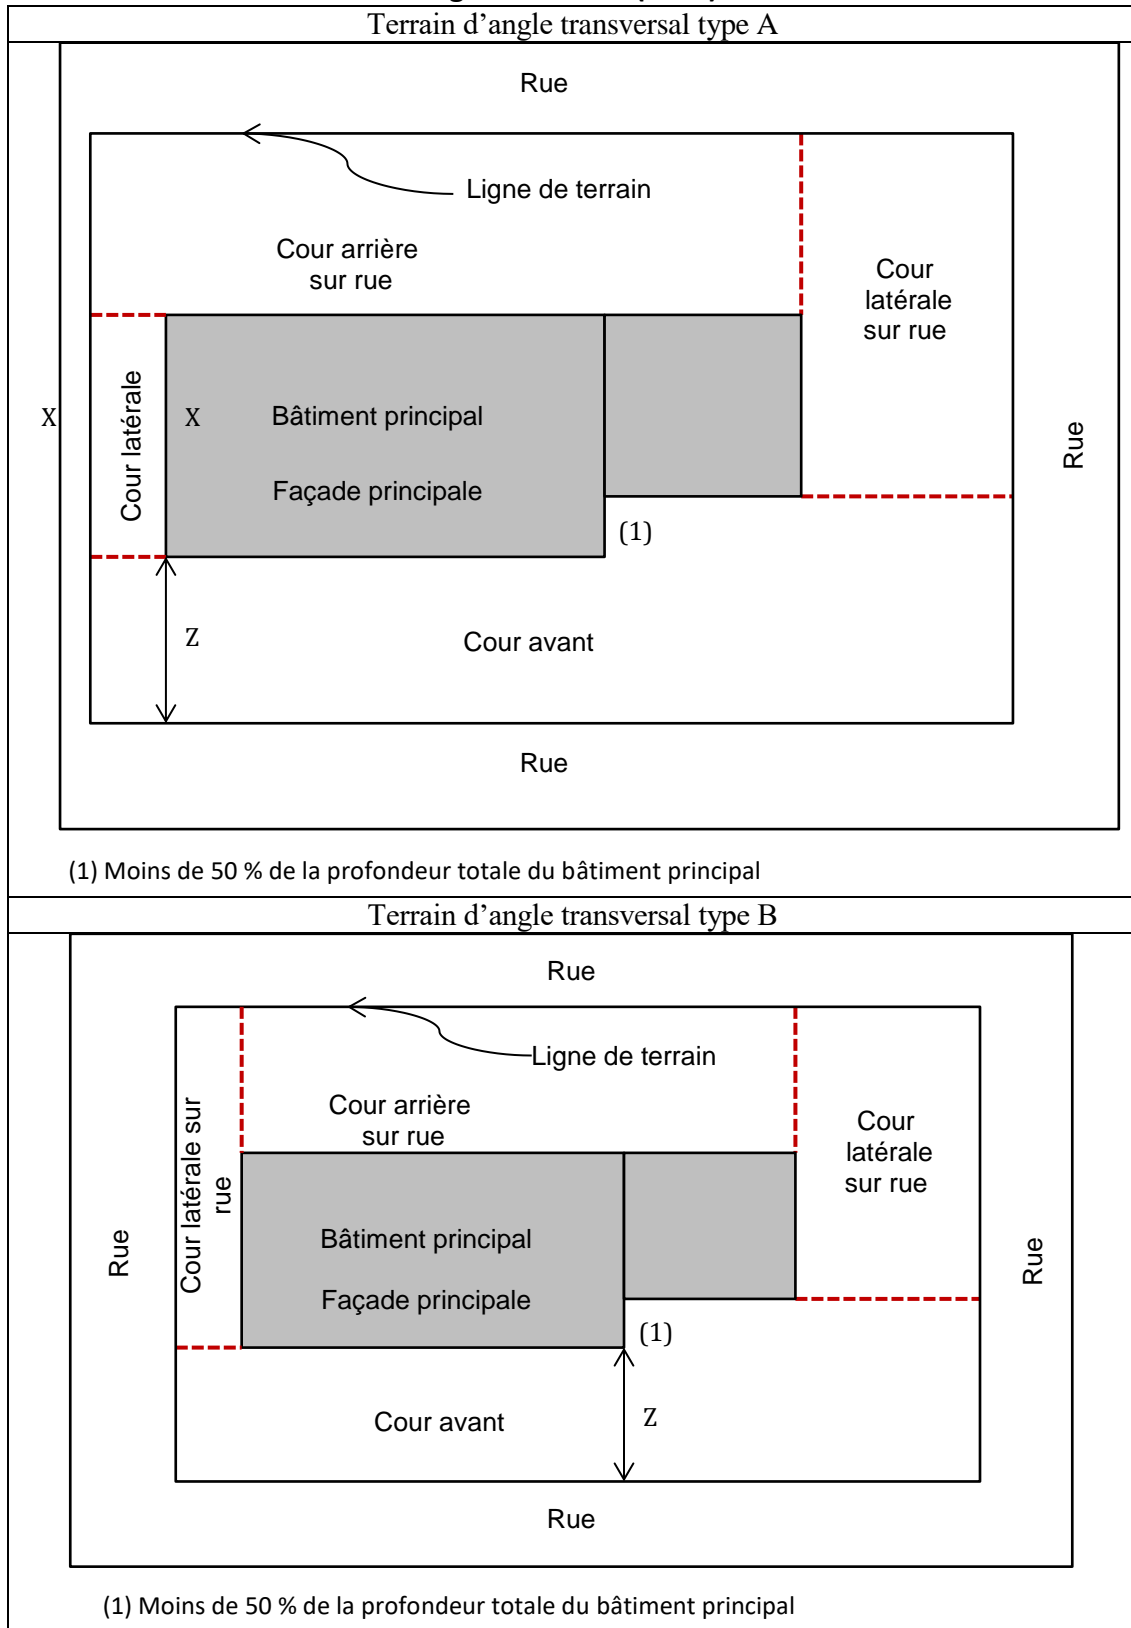 Terrain d'angle transversal type A
Rue
Ligne de terrain
Cour arrière
sur rue
Cour
latérale
sur rue
X
Cour latérale
X
Bâtiment principal
Rue
Façade principale
(1)
Z
Cour avant
Rue
(1) Moins de 50 % de la profondeur totale du bâtiment principal
Terrain d'angle transversal type B
Rue
Ligne de terrain
Cour arrière
sur rue
Cour
latérale
sur rue
Cour latérale sur
rue
Rue
Bâtiment principal
Rue
Façade principale
(1)
Cour avant
Z
Rue
(1) Moins de 50 % de la profondeur totale du bâtiment principal